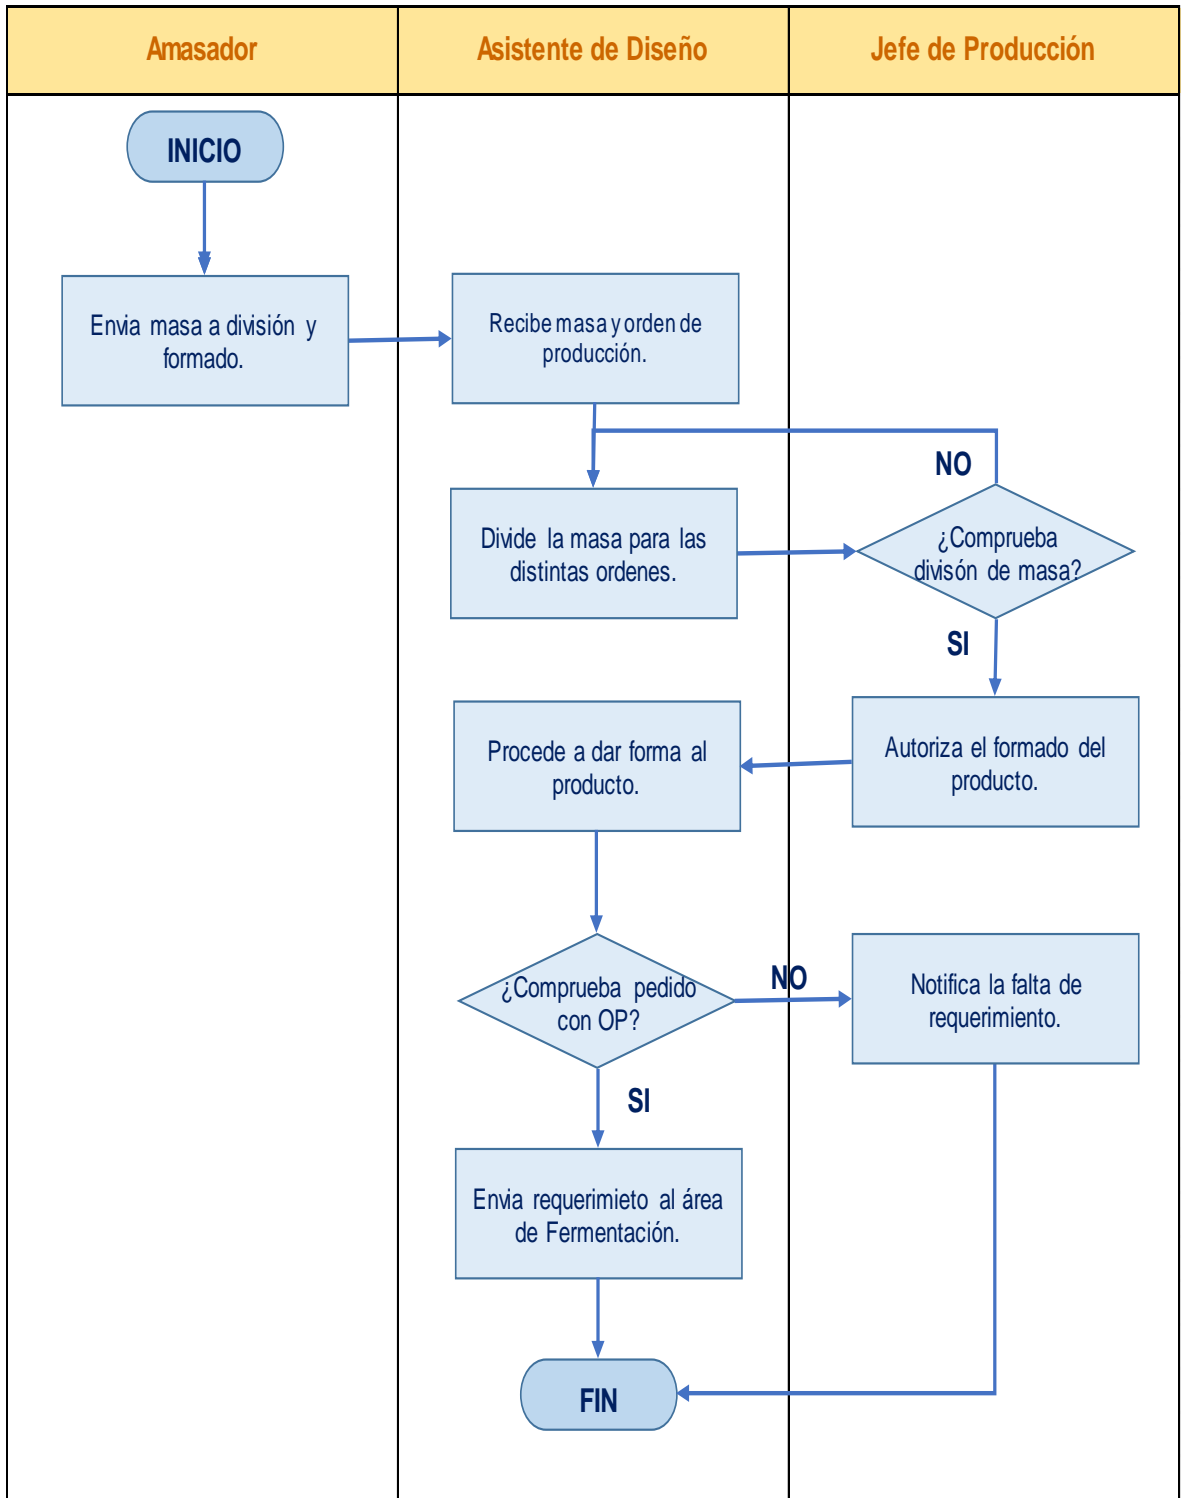 Amasador
Asistente de Diseño
Jefe de Producción
INICIO
Envia masa a división y
formado.
Recibe masa y orden de
producción.
NO
Divide la masa para las
distintas ordenes.
¿Comprueba
divisón de masa?
SI
Procede a dar forma al
producto.
Autoriza el formado del
producto.
¿Comprueba pedido
con OP?
NO
Notifica la falta de
requerimiento.
SI
Envia requerimieto al área
de Fermentación.
FIN